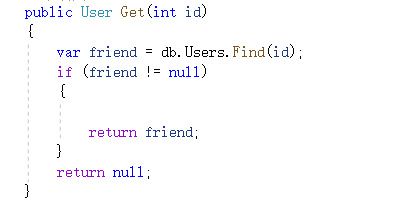 public User Get(int id)
{
var friend = db.Users.Find(id);
if (friend != null)
{
return friend;
}
return null;
}